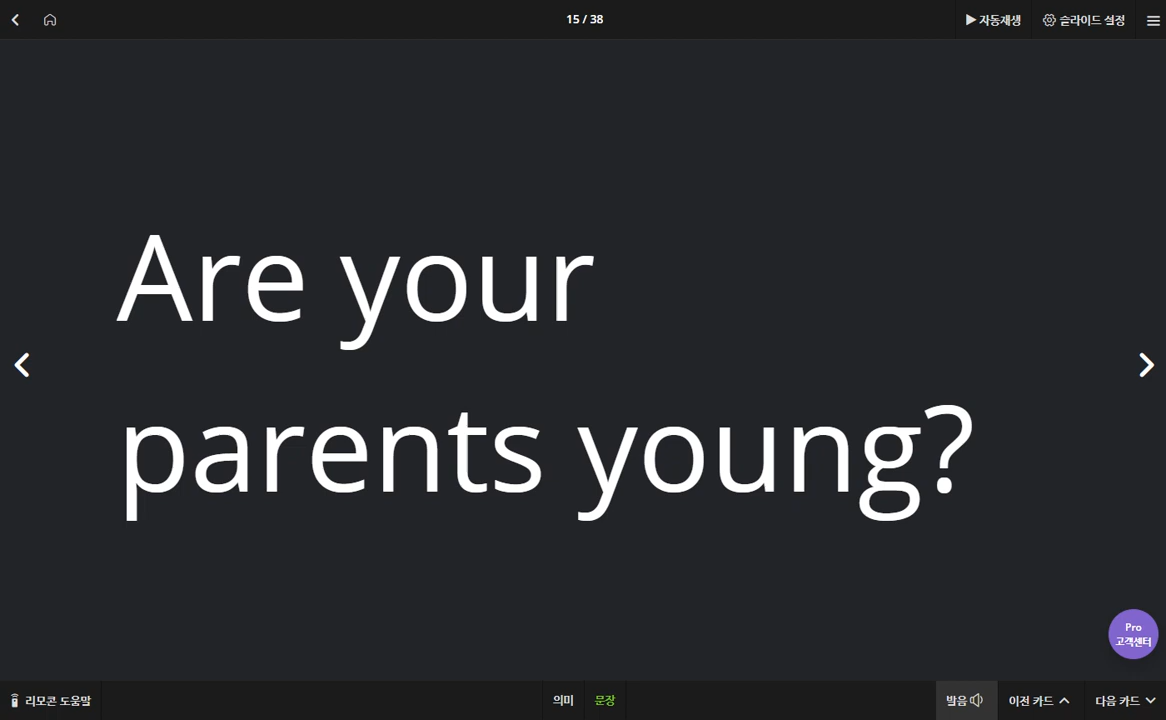 15 / 38
자동재생
슬라이드 설정
Are your
parents young?
Pro
고객센터
리모콘 도움말
의미
문장
발음
이전 카드
다음 카드